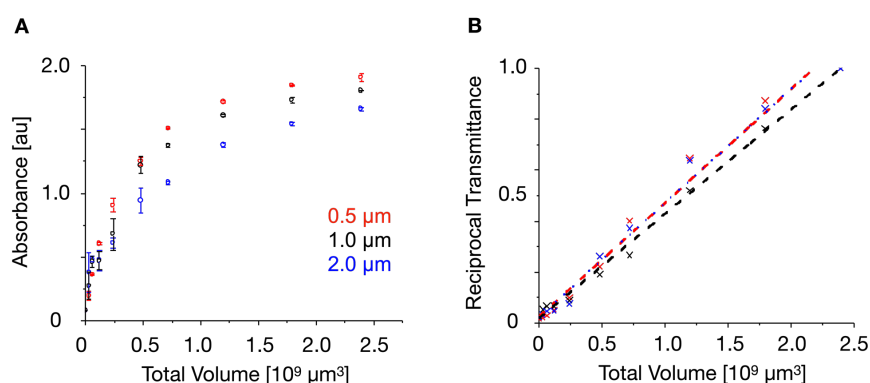 A
2.0
1.0
0
Absorbance [au]
0.5 µm
1.0 µm
2.0 µm
0
0.5
1.0
1.5
2.0
2.5
Total Volume [10⁹ µm³]
B
1.0
0.5
0
Reciprocal Transmittance
0
0.5
1.0
1.5
2.0
2.5
Total Volume [10⁹ µm³]